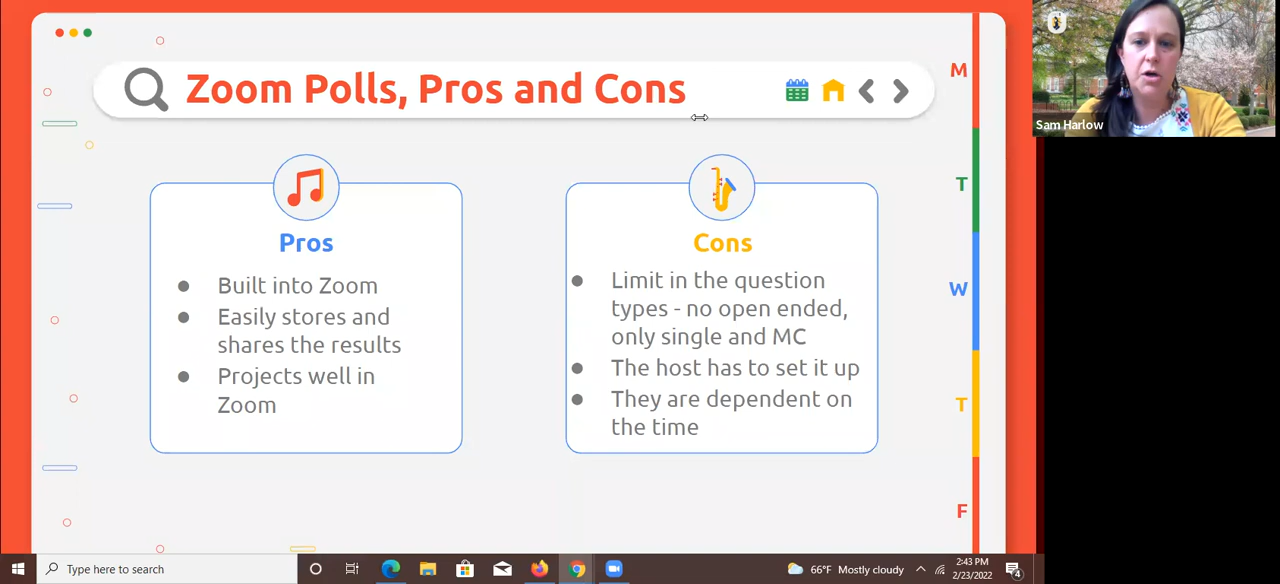 Zoom Polls, Pros and Cons
Sam Harlow
M
T
W
T
F
Pros
Built into Zoom
Easily stores and
shares the results
Projects well in
Zoom
Cons
Limit in the question
types - no open ended,
only single and MC
The host has to set it up
They are dependent on
the time
Type here to search
66°F Mostly cloudy
2:43 PM
2/23/2022
4